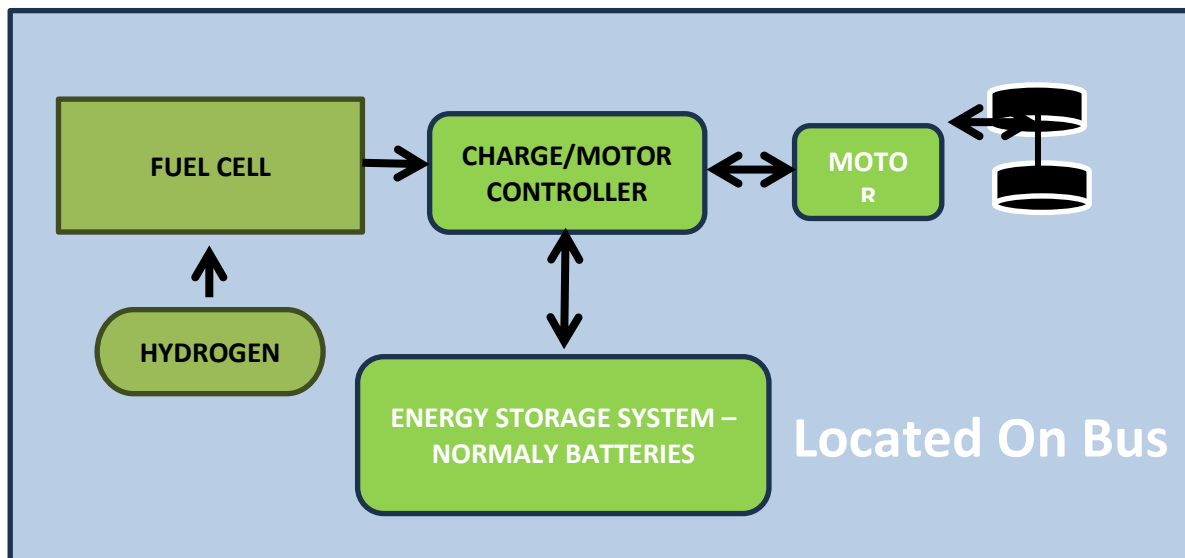 FUEL CELL
CHARGE/MOTOR
CONTROLLER
MOTO
R
HYDROGEN
ENERGY STORAGE SYSTEM –
NORMALY BATTERIES
Located On Bus